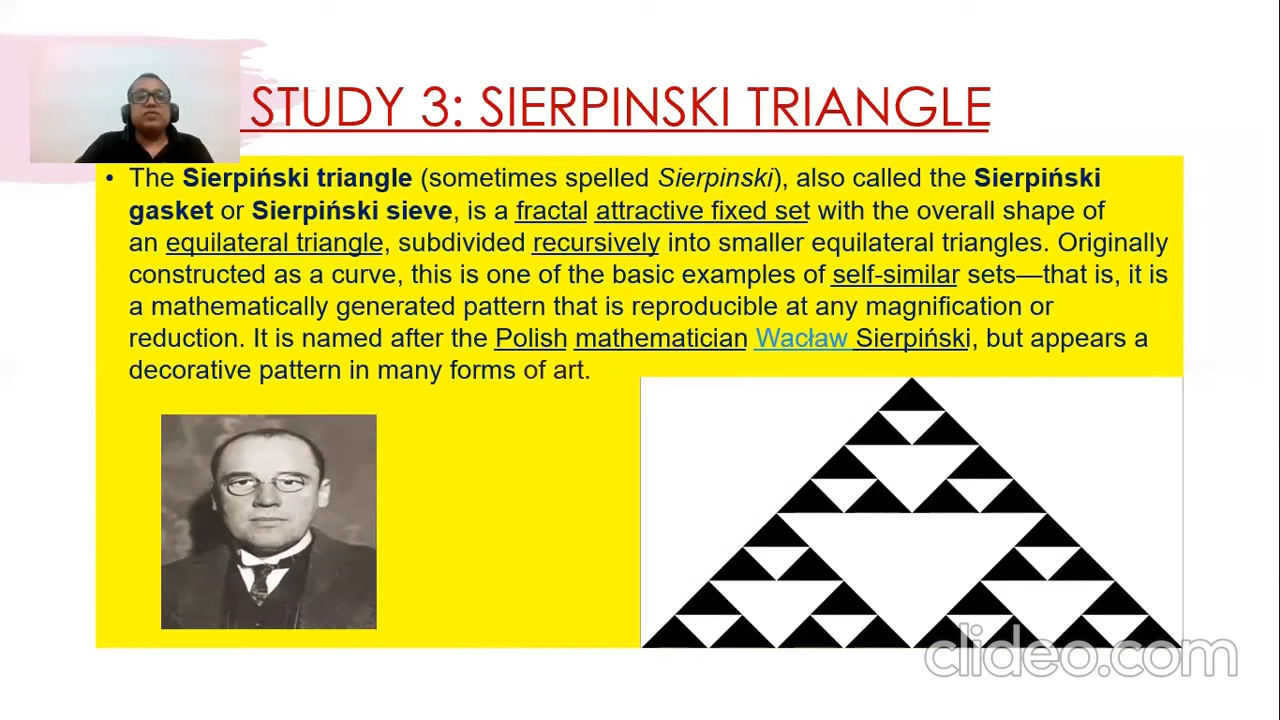 STUDY 3: SIERPINSKI TRIANGLE
• The Sierpiński triangle (sometimes spelled Sierpinski), also called the Sierpiński
gasket or Sierpiński sieve, is a fractal attractive fixed set with the overall shape of
an equilateral triangle, subdivided recursively into smaller equilateral triangles. Originally
constructed as a curve, this is one of the basic examples of self-similar sets—that is, it is
a mathematically generated pattern that is reproducible at any magnification or
reduction. It is named after the Polish mathematician Wacław Sierpiński, but appears a
decorative pattern in many forms of art.
clideo.com